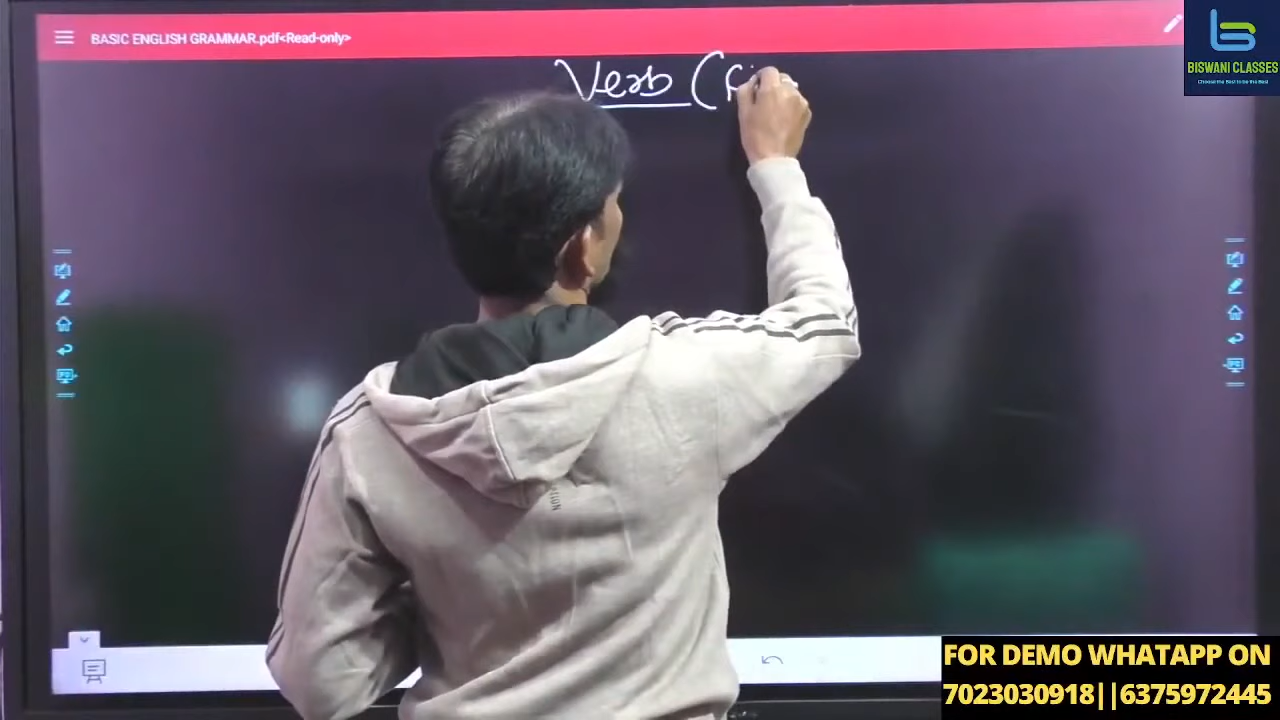 BASIC ENGLISH GRAMMAR.pdf<Read-only>
Verb (
BISWANI CLASSES
FOR DEMO WHATAPP ON
7023030918||6375972445